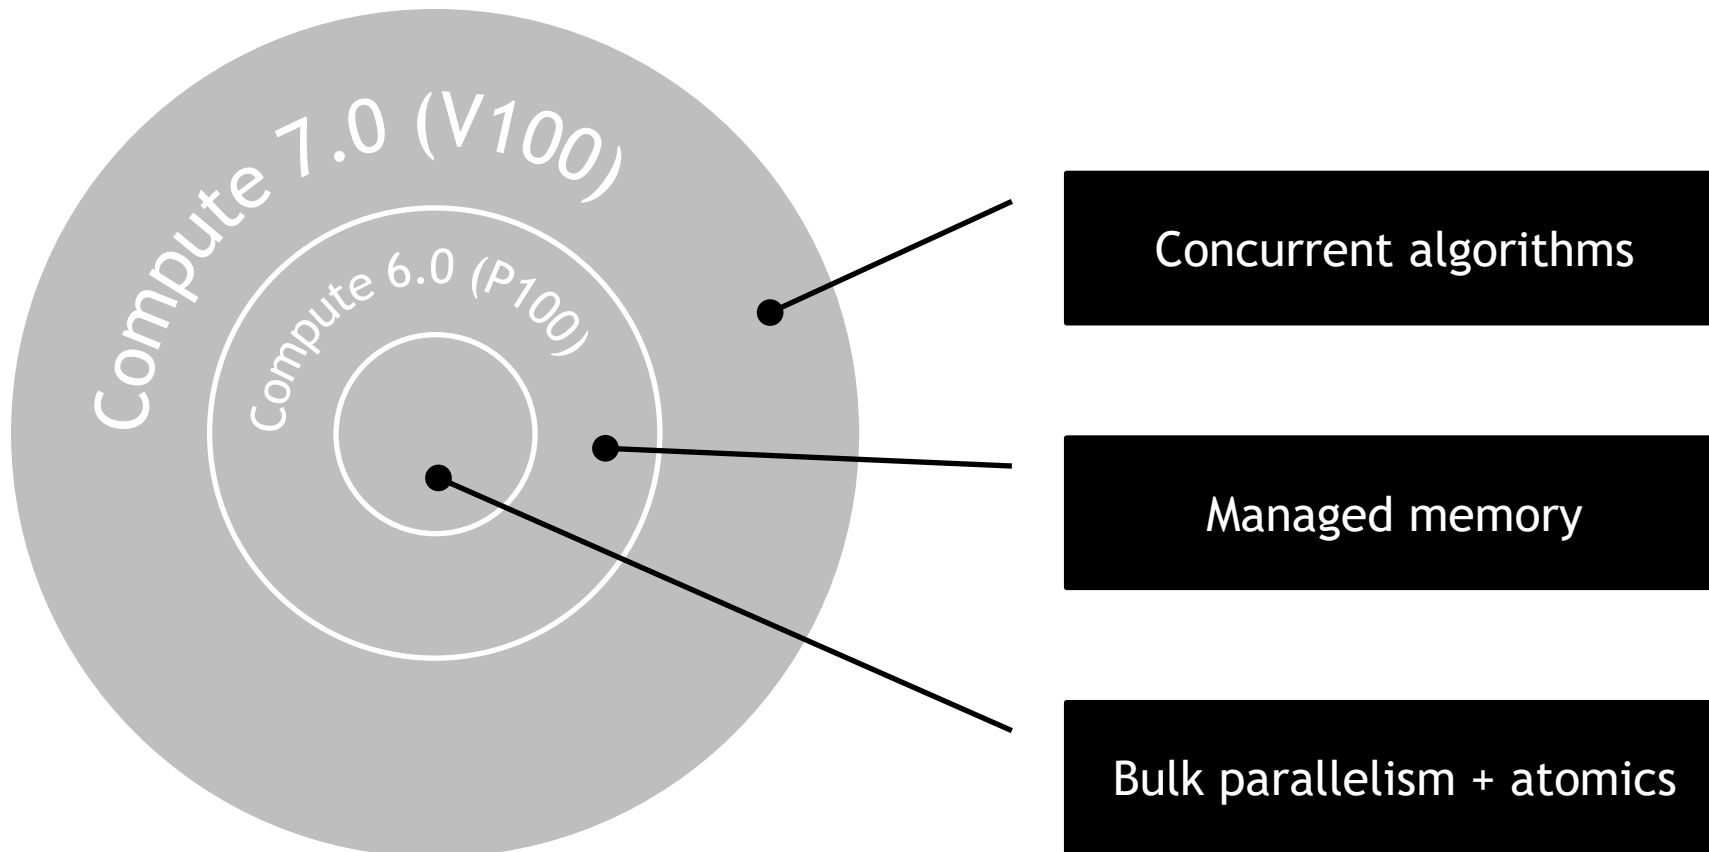 Compute 7.0 (V100)
Compute 6.0 (P100)
Concurrent algorithms
Managed memory
Bulk parallelism + atomics